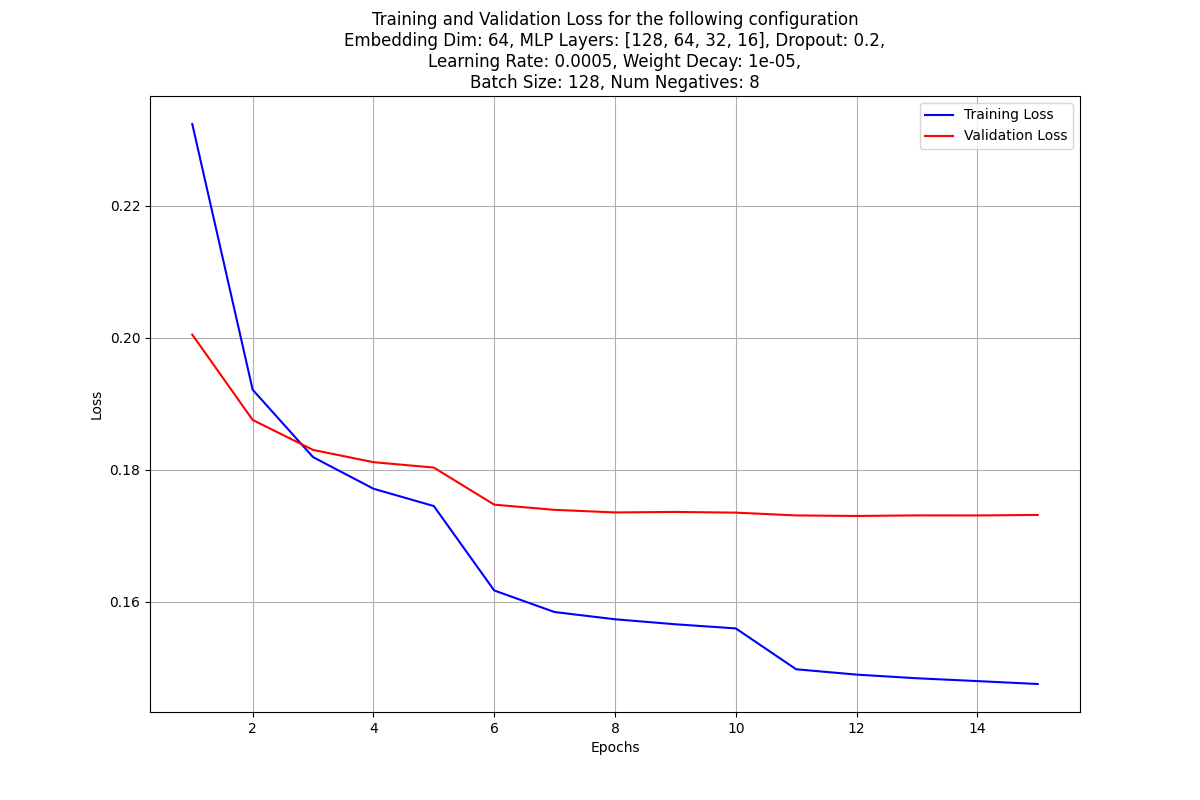 Training and Validation Loss for the following configuration
Embedding Dim: 64, MLP Layers: [128, 64, 32, 16], Dropout: 0.2,
Learning Rate: 0.0005, Weight Decay: 1e-05,
Batch Size: 128, Num Negatives: 8
Training Loss
Validation Loss
0.22
0.20
0.18
0.16
Loss
2 4 6 8 10 12 14
Epochs